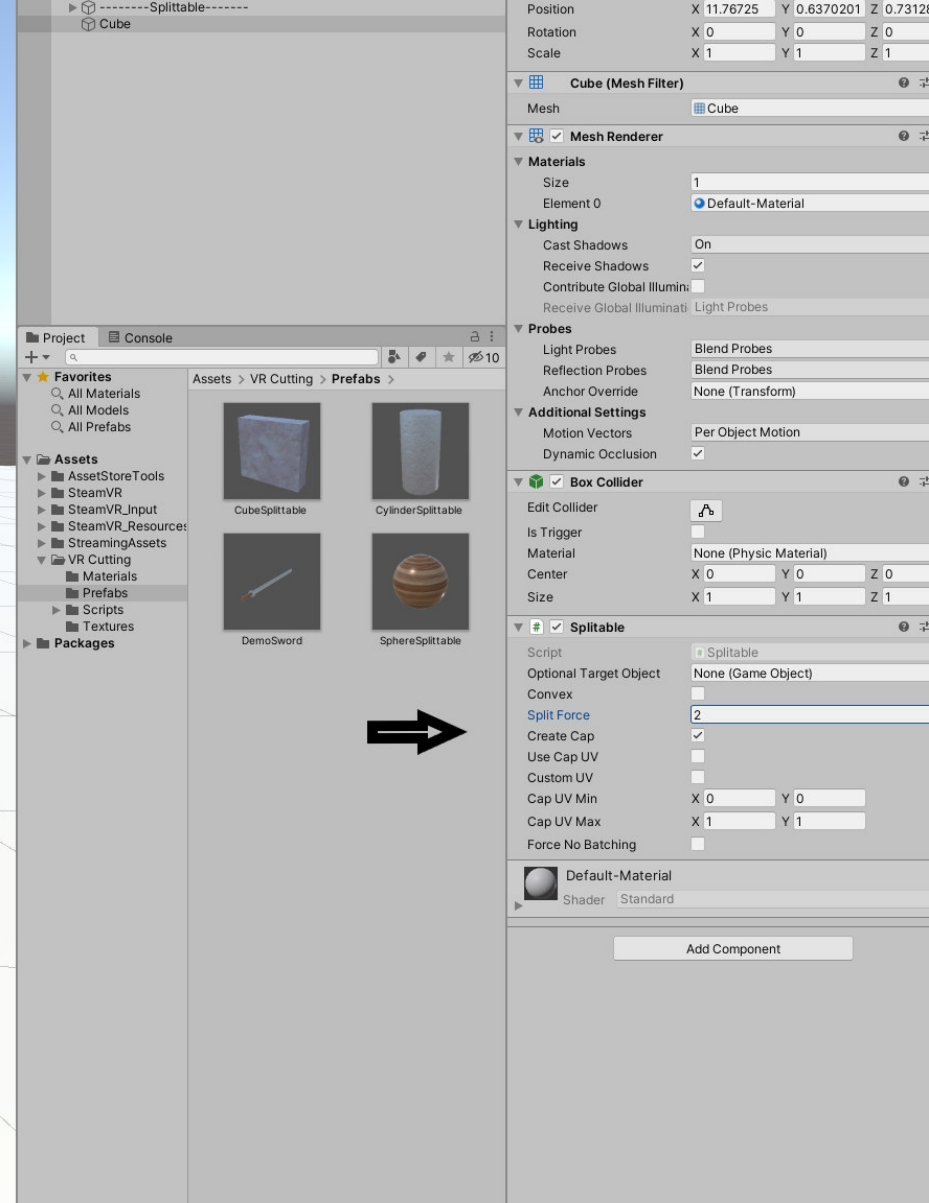 --------Splittable-------
Cube
Project
Console
10
Favorites
All Materials
All Models
All Prefabs
Assets
AssetStoreTools
SteamVR
SteamVR_Input
SteamVR_Resources
StreamingAssets
VR Cutting
Materials
Prefabs
Scripts
Textures
Packages
Assets > VR Cutting > Prefabs >
CubeSplittable
CylinderSplittable
DemoSword
SphereSplittable
Position X 11.76725 Y 0.6370201 Z 0.73128
Rotation X 0 Y 0 Z 0
Scale X 1 Y 1 Z 1
Cube (Mesh Filter)
Mesh Cube
Mesh Renderer
Materials
Size 1
Element 0 Default-Material
Lighting
Cast Shadows On
Receive Shadows
Contribute Global Illumina
Receive Global Illuminati Light Probes
Probes
Light Probes Blend Probes
Reflection Probes Blend Probes
Anchor Override None (Transform)
Additional Settings
Motion Vectors Per Object Motion
Dynamic Occlusion
Box Collider
Edit Collider
Is Trigger
Material None (Physic Material)
Center X 0 Y 0 Z 0
Size X 1 Y 1 Z 1
# Splitable
Script # Splitable
Optional Target Object None (Game Object)
Convex
Split Force 2
Create Cap
Use Cap UV
Custom UV
Cap UV Min X 0 Y 0
Cap UV Max X 1 Y 1
Force No Batching
Default-Material
Shader Standard
Add Component